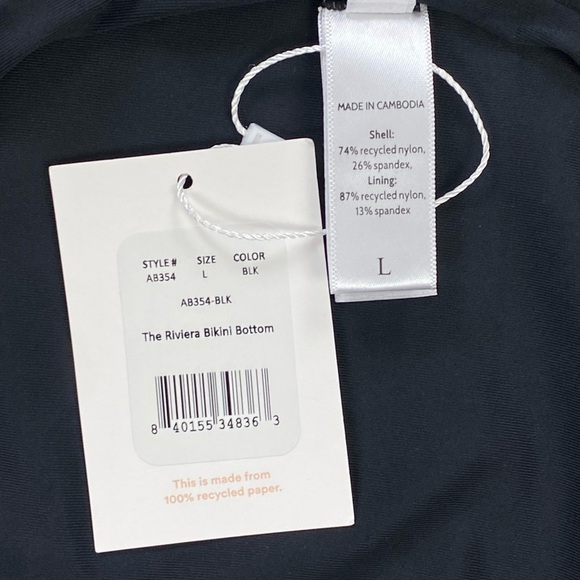 MADE IN CAMBODIA
Shell:
74% recycled nylon,
26% spandex,
Lining:
87% recycled nylon,
13% spandex
L
STYLE # SIZE COLOR
AB354 L BLK
AB354-BLK
The Riviera Bikini Bottom
8 40155 34836 3
This is made from
100% recycled paper.